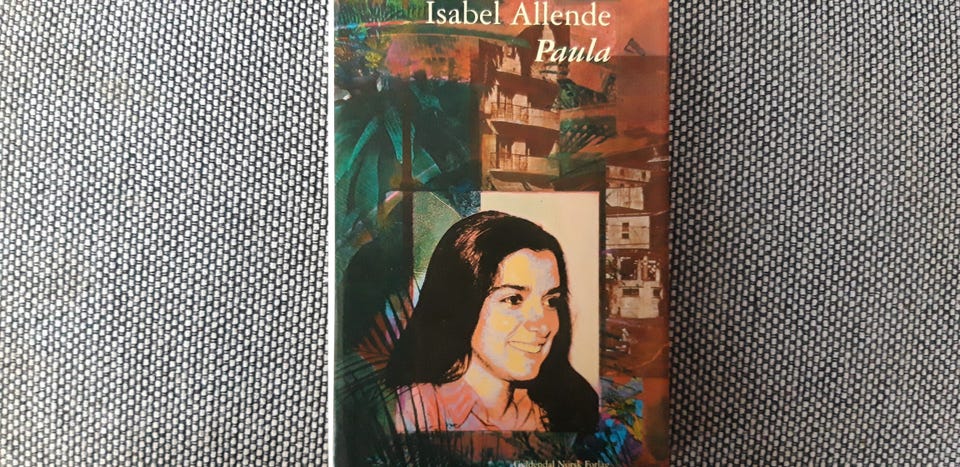 Isabel Allende
Paula
Gyldendal Norsk Forlag